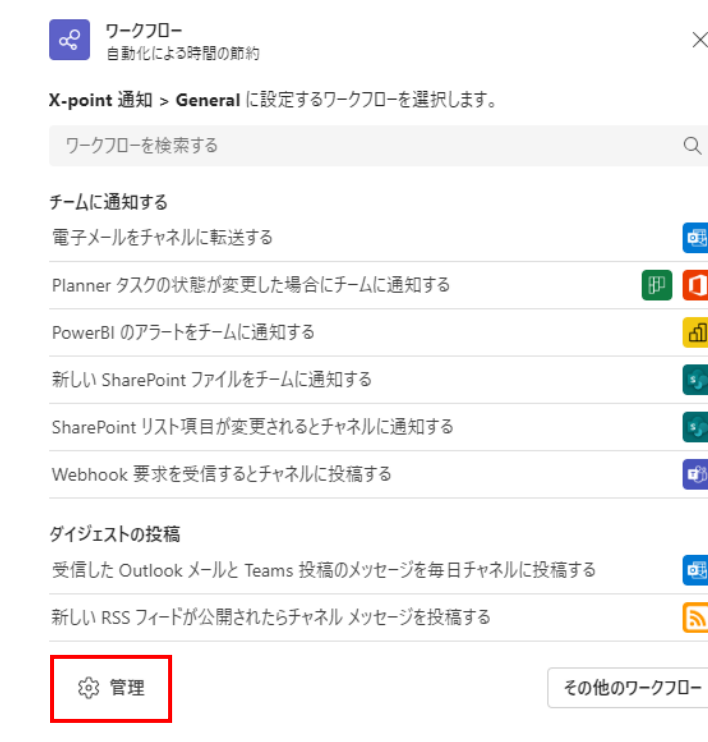 ワークフロー
自動化による時間の節約
X-point 通知 > General に設定するワークフローを選択します。
ワークフローを検索する
チームに通知する
電子メールをチャネルに転送する
Planner タスクの状態が変更した場合にチームに通知する
PowerBI のアラートをチームに通知する
新しい SharePoint ファイルをチームに通知する
SharePoint リスト項目が変更されるとチャネルに通知する
Webhook 要求を受信するとチャネルに投稿する
ダイジェストの投稿
受信した Outlook メールと Teams 投稿のメッセージを毎日チャネルに投稿する
新しい RSS フィードが公開されたらチャネル メッセージを投稿する
管理
その他のワークフロー